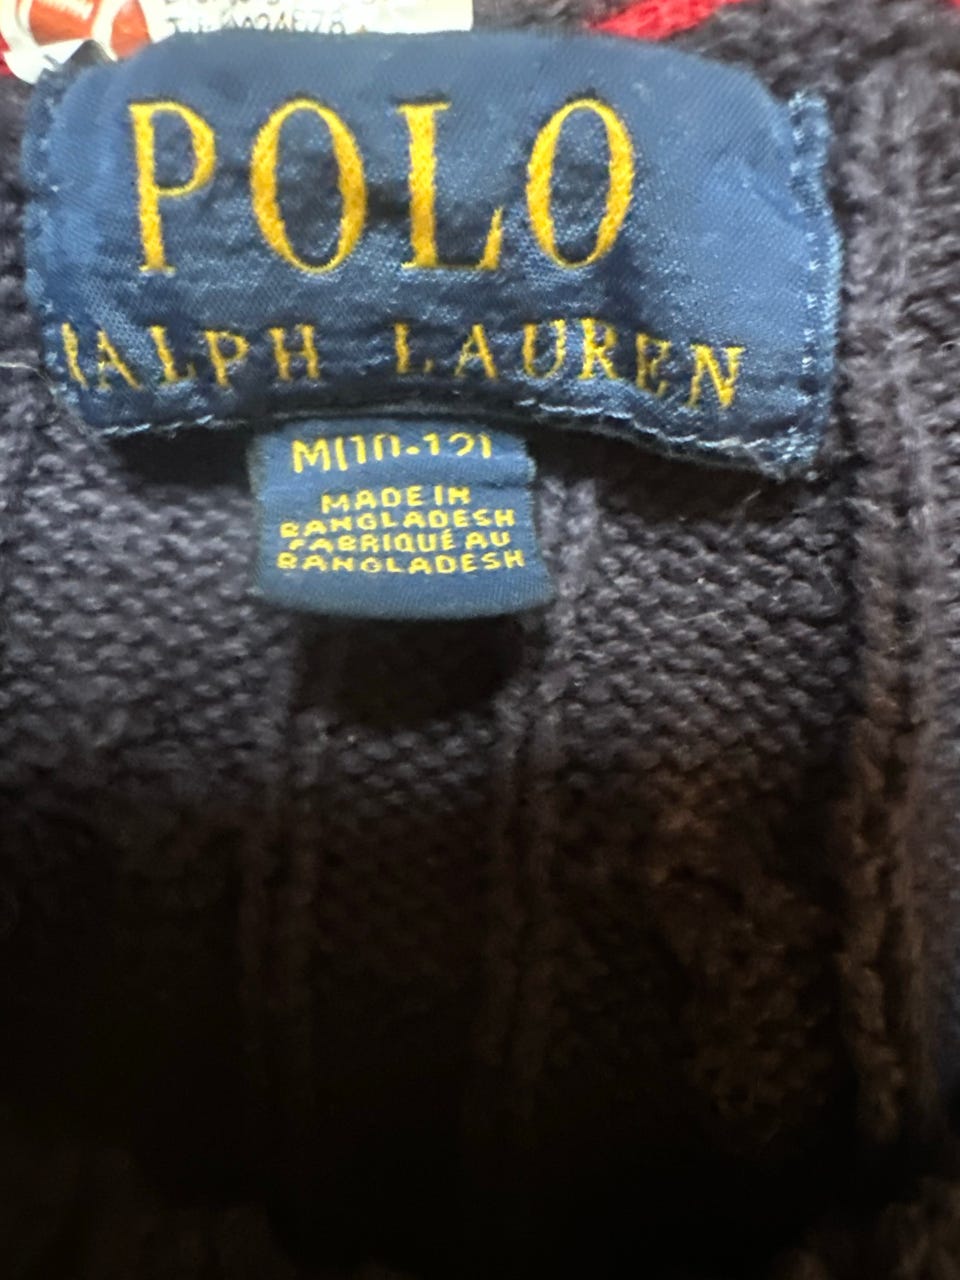 POLO
RALPH LAUREN
M(10-12)
MADE IN
BANGLADESH
FABRIQUÉ AU
BANGLADESH